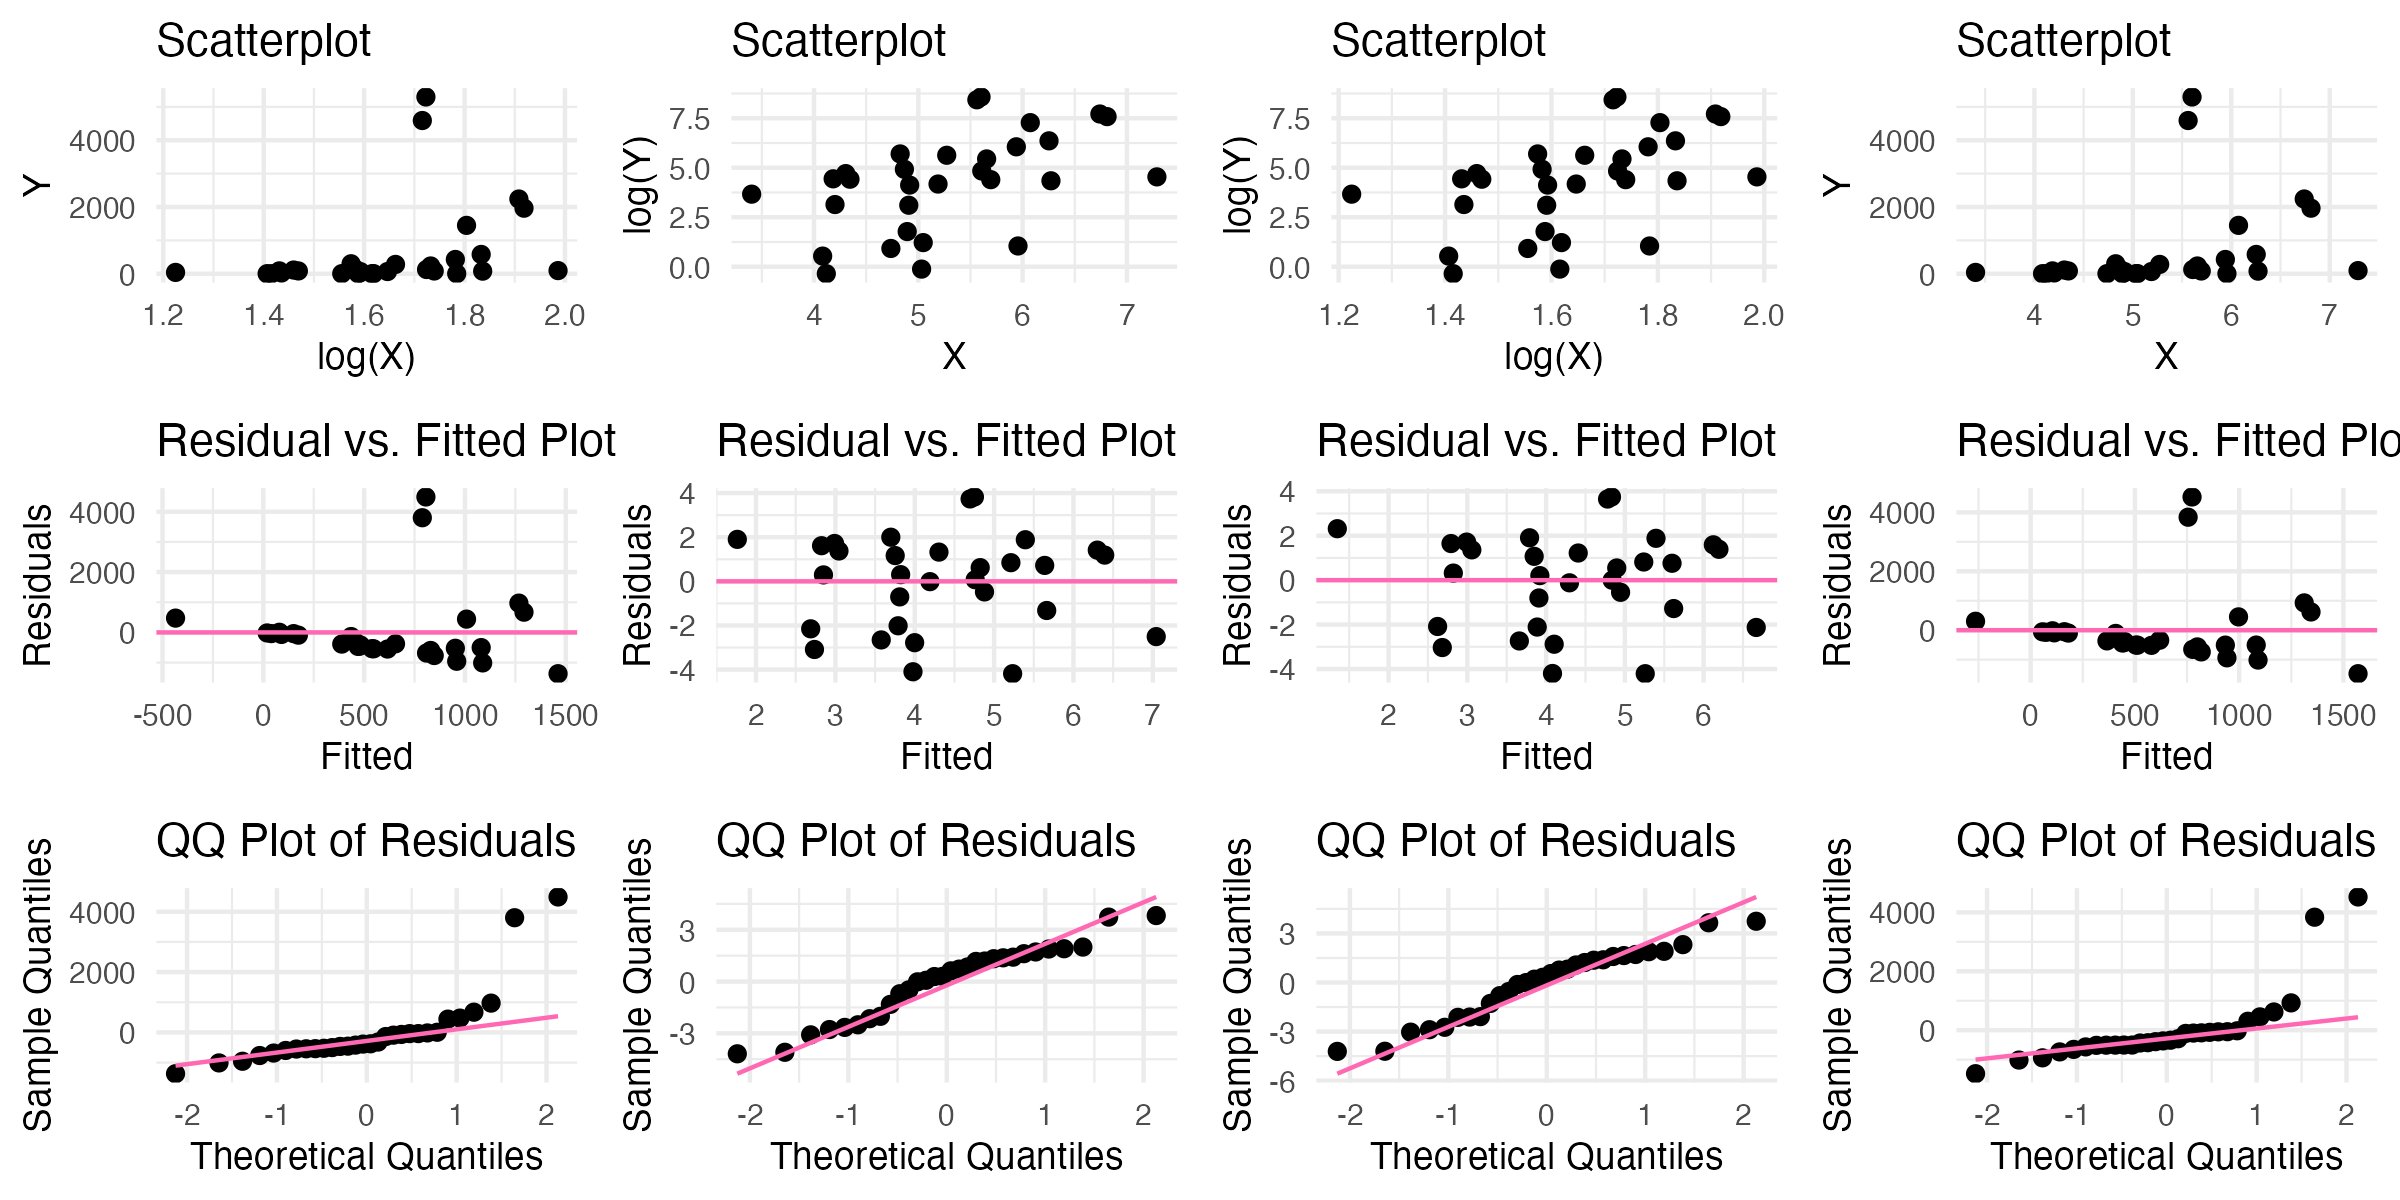 Scatterplot
Y
4000
2000
0
1.2 1.4 1.6 1.8 2.0
log(X)
Scatterplot
log(Y)
7.5
5.0
2.5
0.0
4 5 6 7
X
Scatterplot
log(Y)
7.5
5.0
2.5
0.0
1.2 1.4 1.6 1.8 2.0
log(X)
Scatterplot
Y
4000
2000
0
4 5 6 7
X
Residual vs. Fitted Plot
Residuals
4000
2000
0
-500 0 500 1000 1500
Fitted
Residual vs. Fitted Plot
Residuals
4
2
0
-2
-4
2 3 4 5 6 7
Fitted
Residual vs. Fitted Plot
Residuals
4
2
0
-2
-4
2 3 4 5 6
Fitted
Residual vs. Fitted Plo
Residuals
4000
2000
0
0 500 1000 1500
Fitted
QQ Plot of Residuals
Sample Quantiles
4000
2000
0
-2 -1 0 1 2
Theoretical Quantiles
QQ Plot of Residuals
Sample Quantiles
3
0
-3
-2 -1 0 1 2
Theoretical Quantiles
QQ Plot of Residuals
Sample Quantiles
3
0
-3
-6
-2 -1 0 1 2
Theoretical Quantiles
QQ Plot of Residuals
Sample Quantiles
4000
2000
0
-2 -1 0 1 2
Theoretical Quantiles